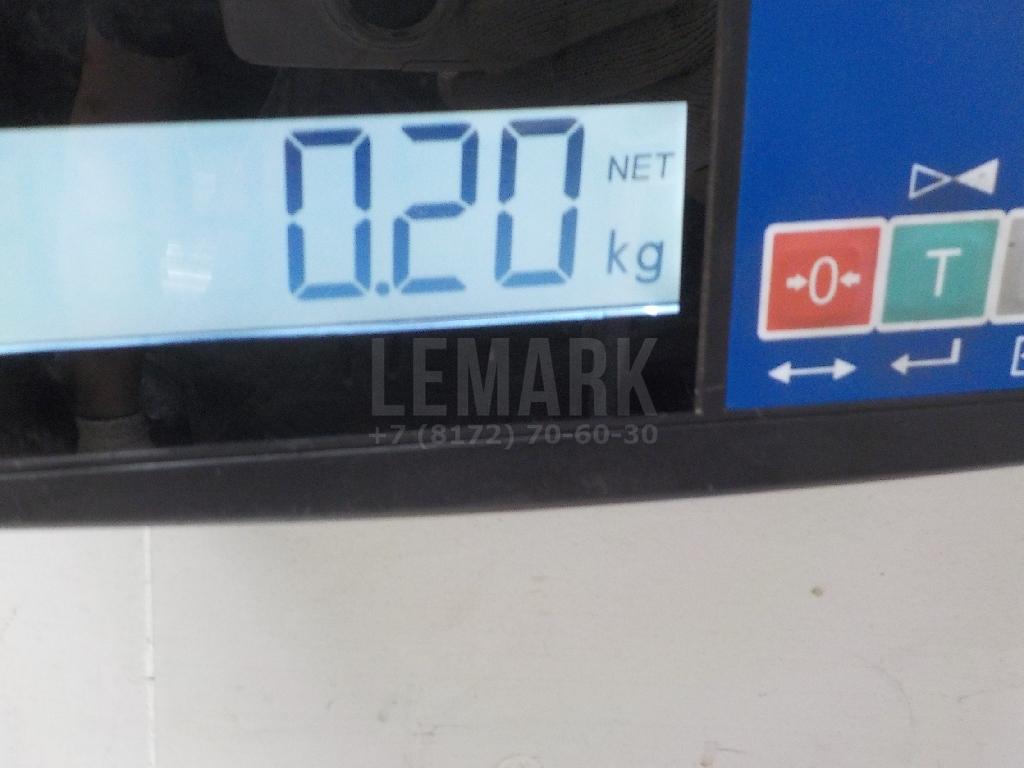 0.20 NET
kg
→0←
T
LEMARK
+7 (8172) 70-60-30